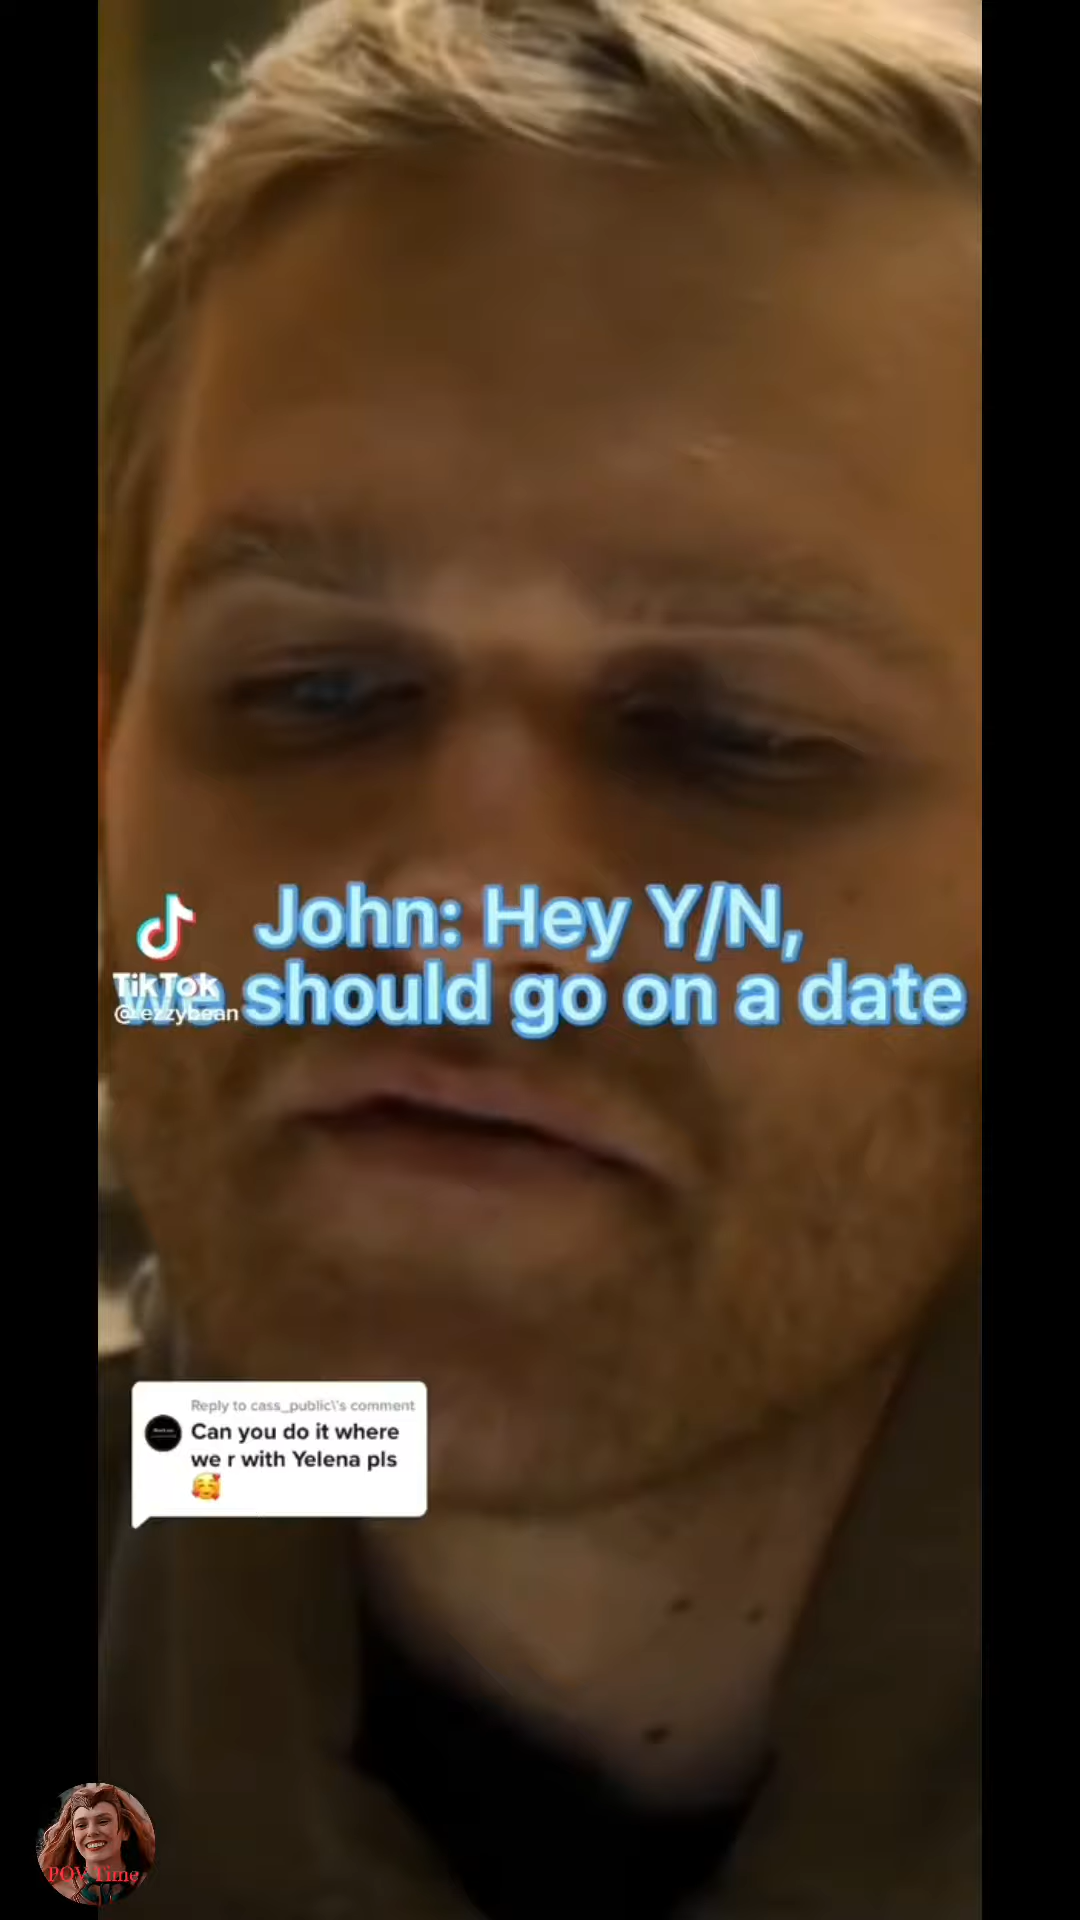 John: Hey Y/N,
we should go on a date
TikTok
@rezzybean
Reply to cass_public\'s comment
Can you do it where
we r with Yelena pls
POV Time